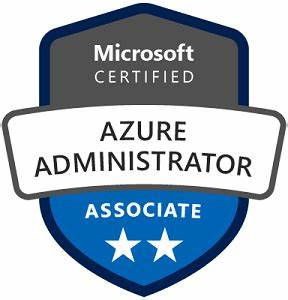 Microsoft
CERTIFIED
AZURE
ADMINISTRATOR
ASSOCIATE